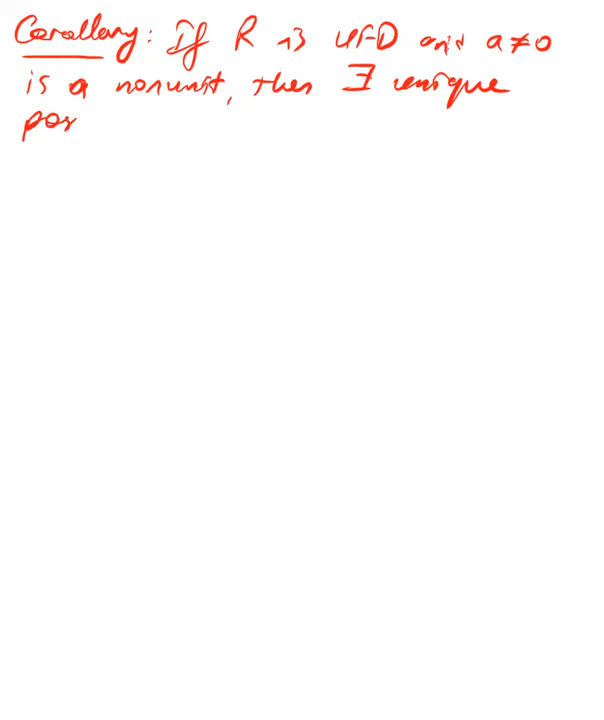 Corollary: If R is UFD and a≠0
is a nonunit, then ∃ unique
pos